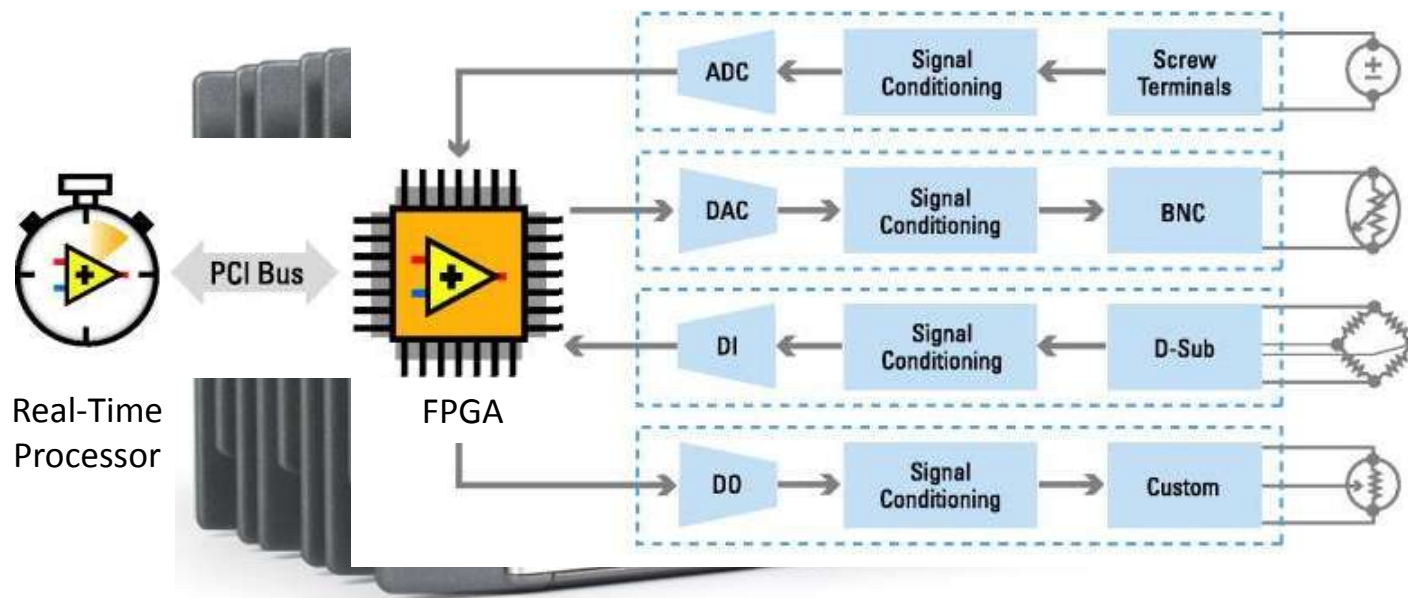 ADC
Signal
Conditioning
Screw
Terminals
DAC
Signal
Conditioning
BNC
PCI Bus
DI
Signal
Conditioning
D-Sub
Real-Time
Processor
FPGA
DO
Signal
Conditioning
Custom